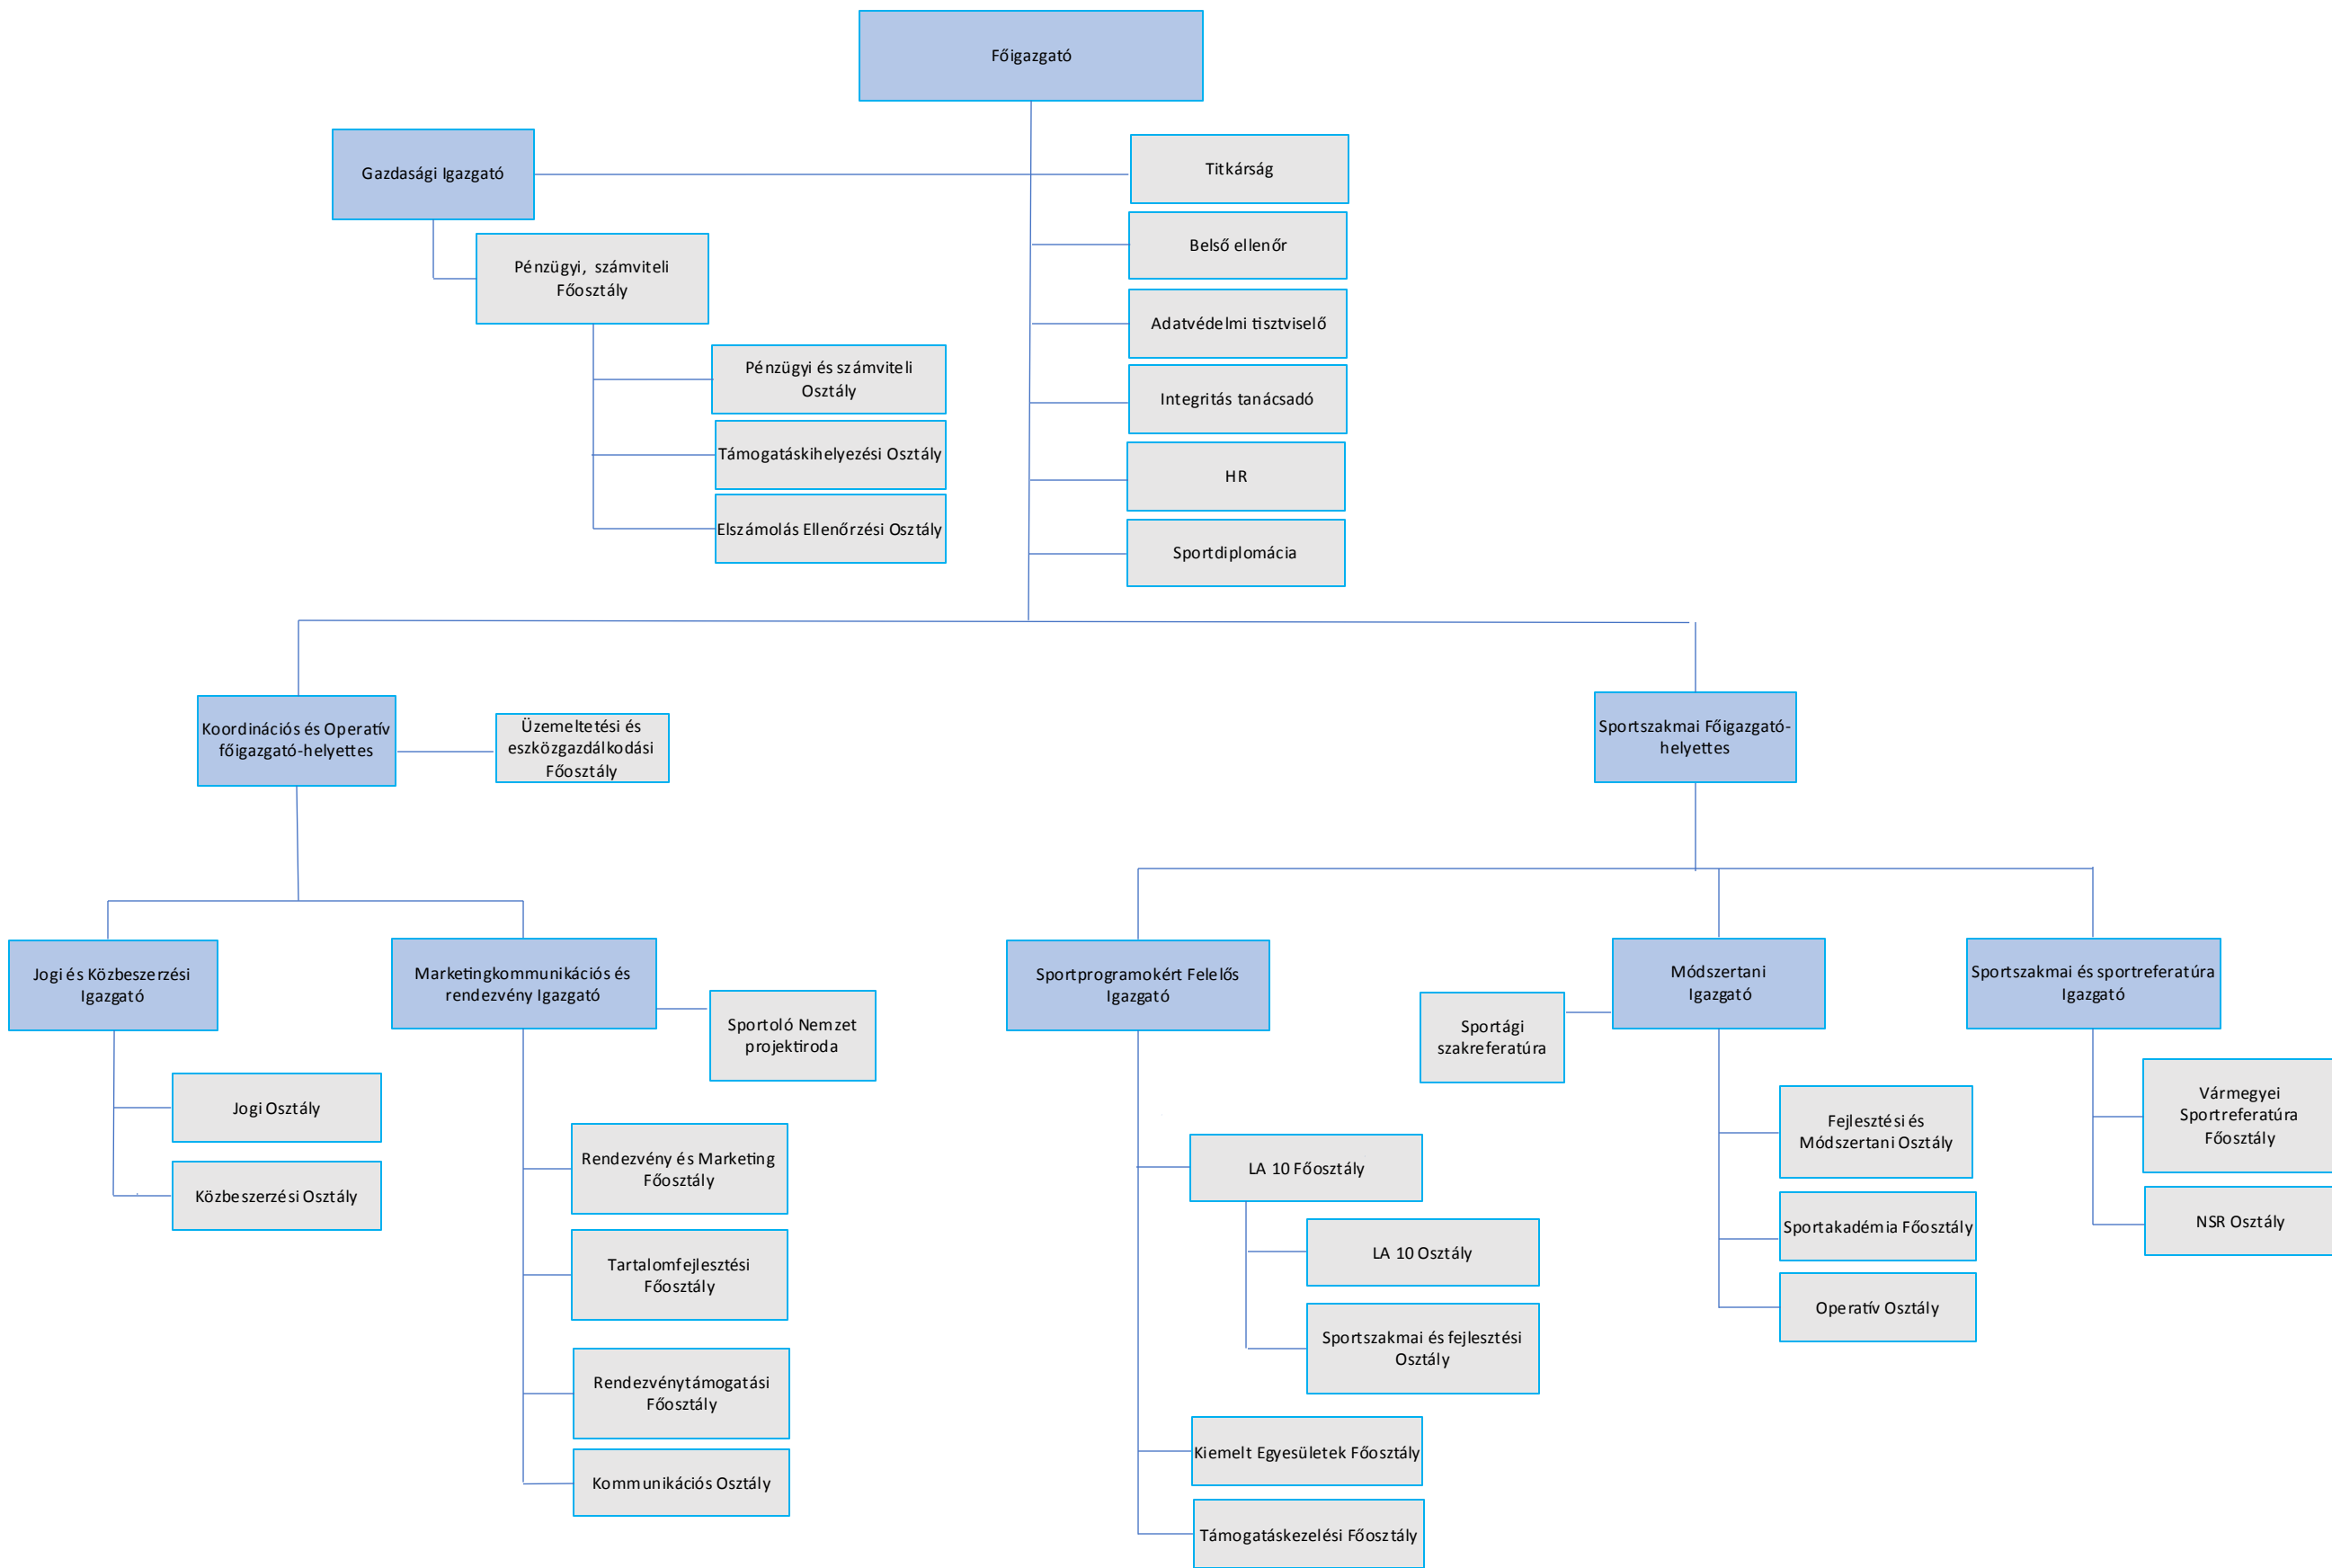 Főigazgató
Gazdasági Igazgató
Titkárság
Belső ellenőr
Pénzügyi, számviteli
Főosztály
Adatvédelmi tisztviselő
Pénzügyi és számviteli
Osztály
Integritás tanácsadó
Támogatáskihelyezési Osztály
HR
Elszámolás Ellenőrzési Osztály
Sportdiplomácia
Koordinációs és Operatív
főigazgató-helyettes
Üzemeltetési és
eszközgazdálkodási
Főosztály
Sportszakmai Főigazgató-
helyettes
Jogi és Közbeszerzési
Igazgató
Marketingkommunikációs és
rendezvény Igazgató
Sportoló Nemzet
projektiroda
Sportprogramokért Felelős
Igazgató
Sportági
szakreferatúra
Módszertani
Igazgató
Sportszakmai és sportreferatúra
Igazgató
Jogi Osztály
Közbeszerzési Osztály
Rendezvény és Marketing
Főosztály
Tartalomfejlesztési
Főosztály
Rendezvénytámogatási
Főosztály
Kommunikációs Osztály
LA 10 Főosztály
LA 10 Osztály
Sportszakmai és fejlesztési
Osztály
Kiemelt Egyesületek Főosztály
Támogatáskezelési Főosztály
Fejlesztési és
Módszertani Osztály
Sportakadémia Főosztály
Operatív Osztály
Vármegyei
Sportreferatúra
Főosztály
NSR Osztály